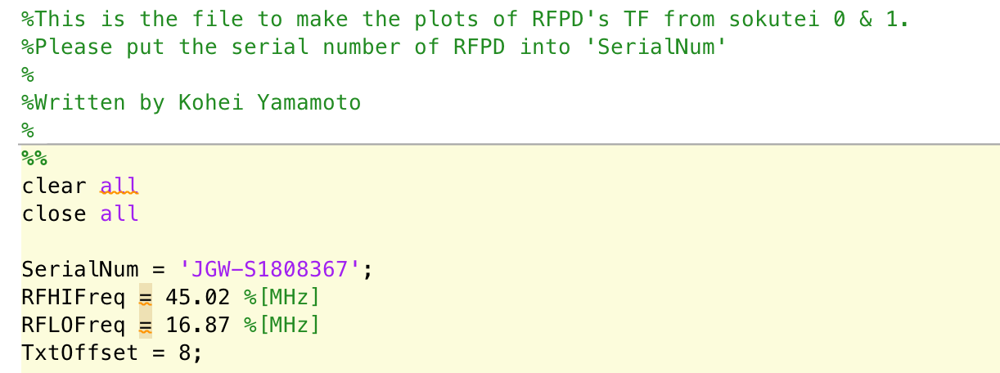 %This is the file to make the plots of RFPD's TF from sokutei 0 & 1.
%Please put the serial number of RFPD into 'SerialNum'
%
%Written by Kohei Yamamoto
%
%%
clear all
close all
SerialNum = 'JGW-S1808367';
RFHIFreq = 45.02 %[MHz]
RFLOFreq = 16.87 %[MHz]
TxtOffset = 8;